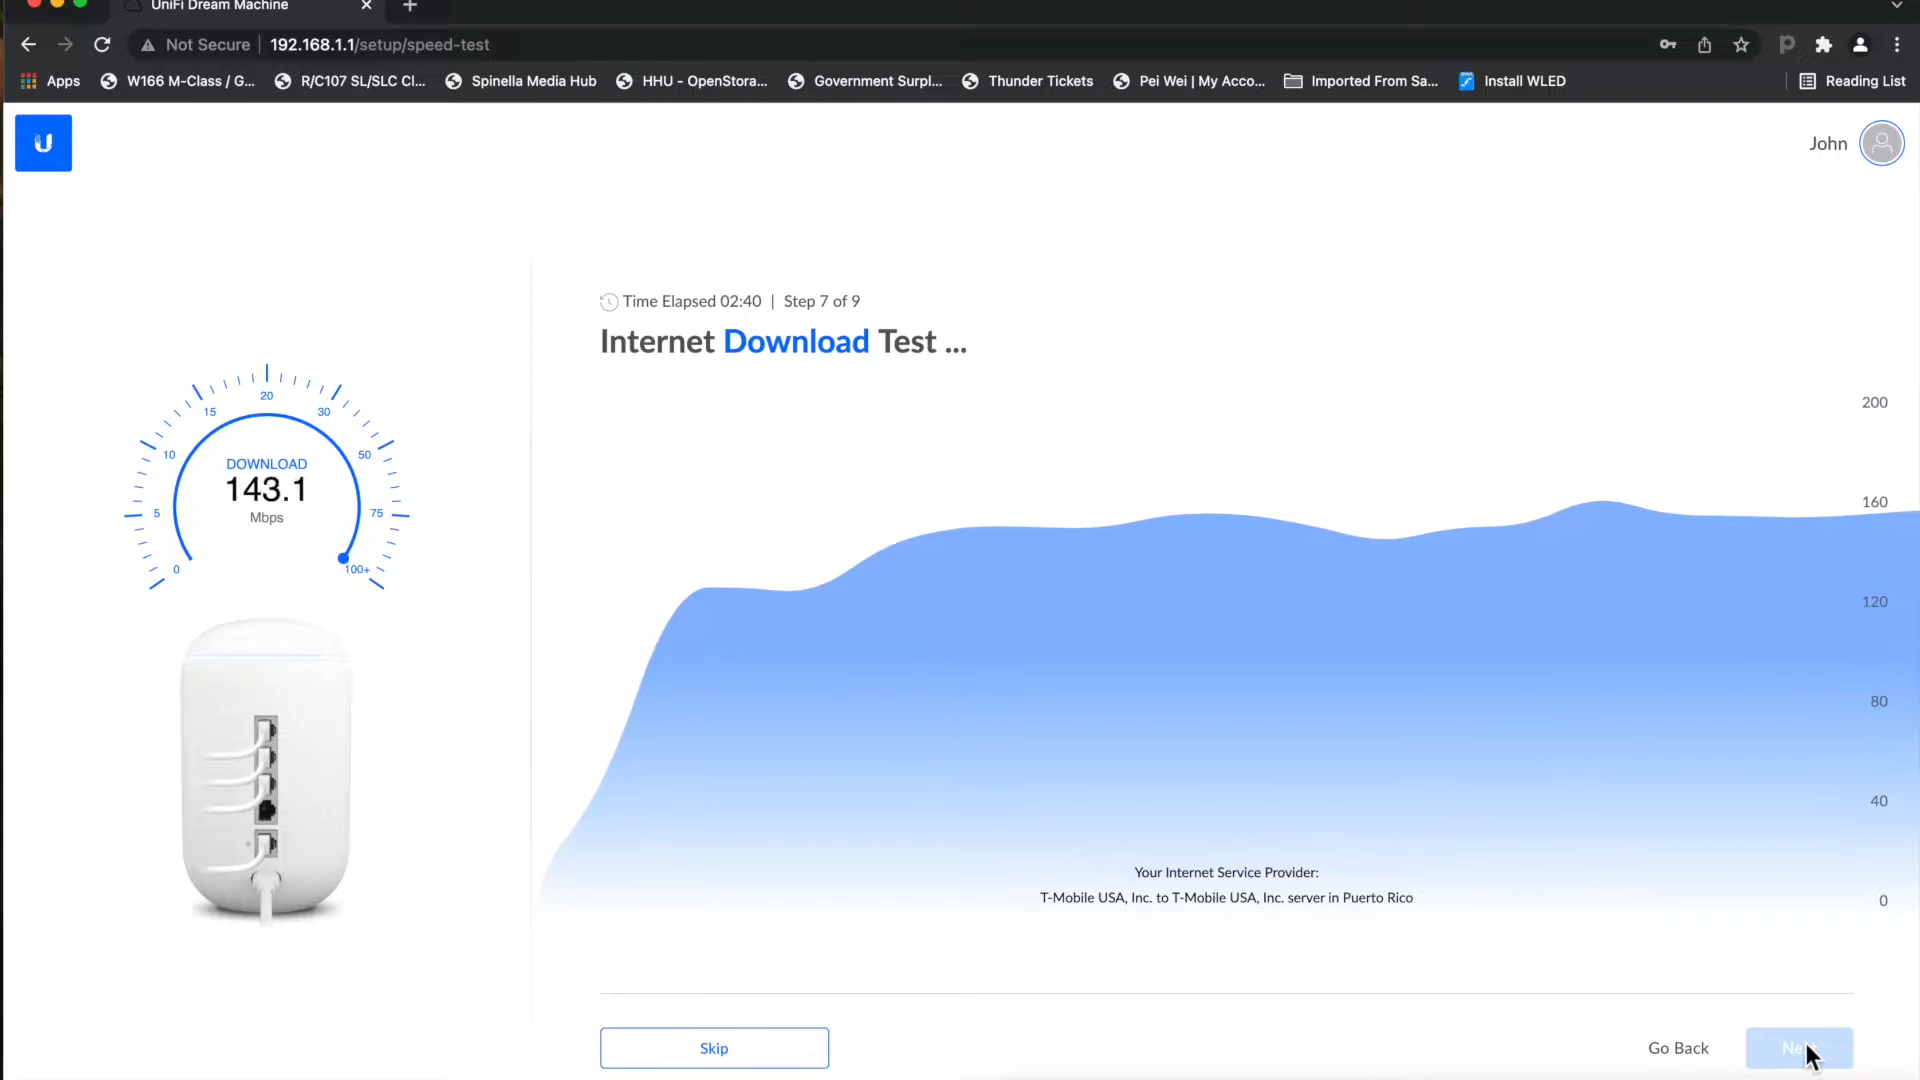 UniFi Dream Machine
Not Secure
192.168.1.1/setup/speed-test
Apps
W166 M-Class / G...
R/C107 SL/SLC Cl...
Spinella Media Hub
HHU - OpenStora...
Government Surpl...
Thunder Tickets
Pei Wei | My Acco...
Imported From Sa...
Install WLED
Reading List
U
John
Time Elapsed 02:40 | Step 7 of 9
Internet Download Test ...
0
5
10
15
20
30
50
75
100+
DOWNLOAD
143.1
Mbps
200
160
120
80
40
0
Your Internet Service Provider:
T-Mobile USA, Inc. to T-Mobile USA, Inc. server in Puerto Rico
Skip
Go Back
Next